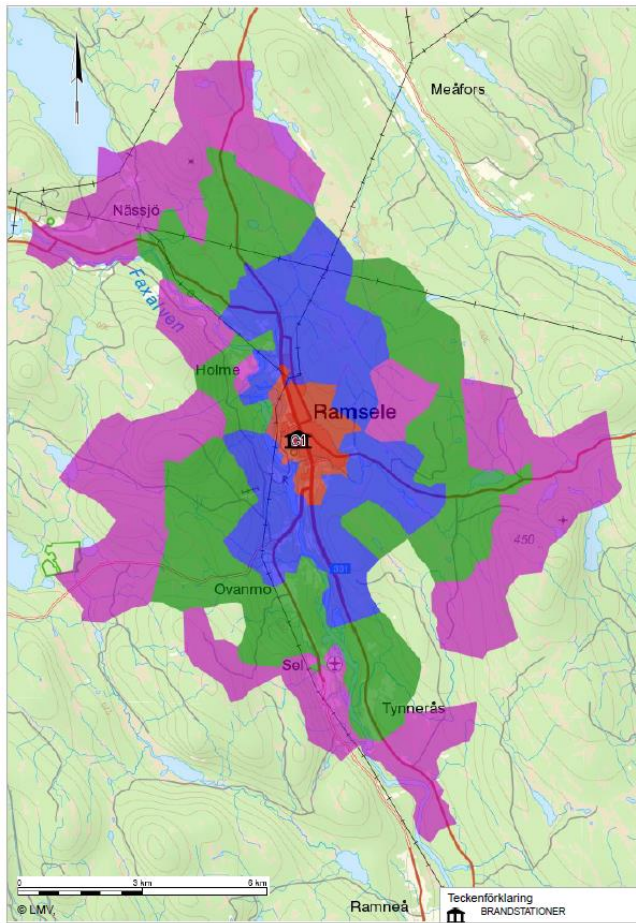 Meåfors
Nässjö
Faxälven
Holme
Ramsele
331
450
Ovanmo
Sel
Tynnerås
0 3 km 6 km
© LMV,
Ramneå
Teckenförklaring
BRANDSTATIONER